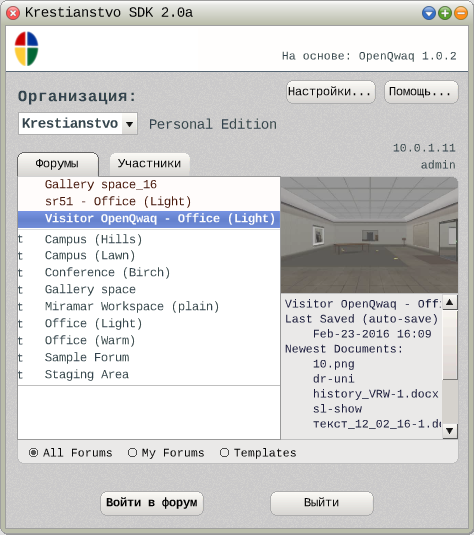 Krestianstvo SDK 2.0a
На основе: OpenQwaq 1.0.2
Организация:
Настройки...
Помощь...
Krestianstvo
Personal Edition
10.0.1.11
admin
Форумы
Участники
Gallery space_16
sr51 - Office (Light)
Visitor OpenQwaq - Office (Light)
t Campus (Hills)
t Campus (Lawn)
t Conference (Birch)
t Gallery space
t Miramar Workspace (plain)
t Office (Light)
t Office (Warm)
t Sample Forum
t Staging Area
Visitor OpenQwaq - Offi
Last Saved (auto-save)
Feb-23-2016 16:09
Newest Documents:
10.png
dr-uni
history_VRW-1.docx
sl-show
текст_12_02_16-1.do
All Forums
My Forums
Templates
Войти в форум
Выйти